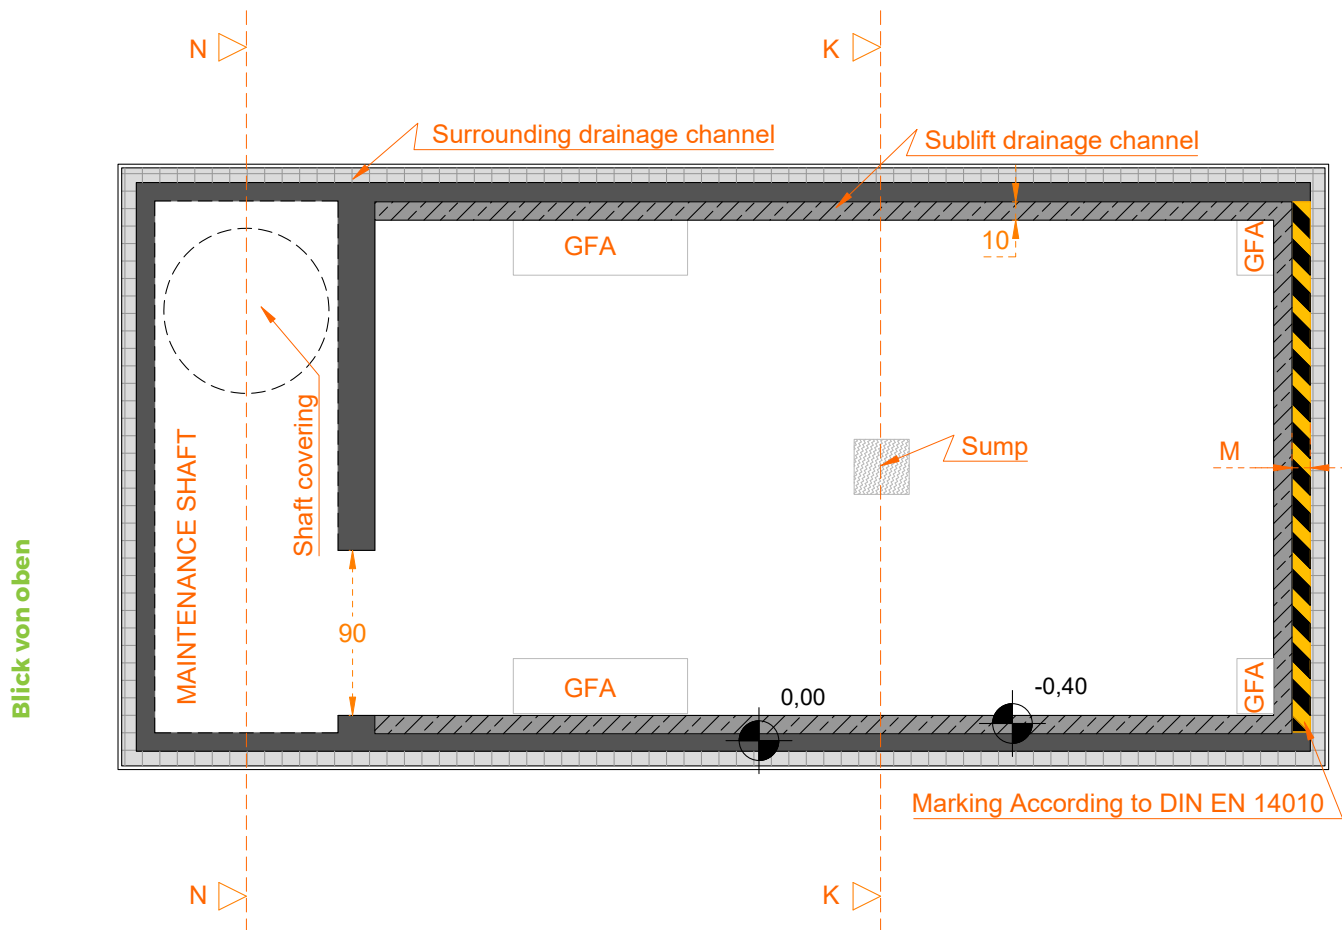 N
K
Surrounding drainage channel
Sublift drainage channel
GFA
10
GFA
Shaft covering
MAINTENANCE SHAFT
Sump
M
Blick von oben
90
GFA
GFA
0,00
-0,40
Marking According to DIN EN 14010
N
K